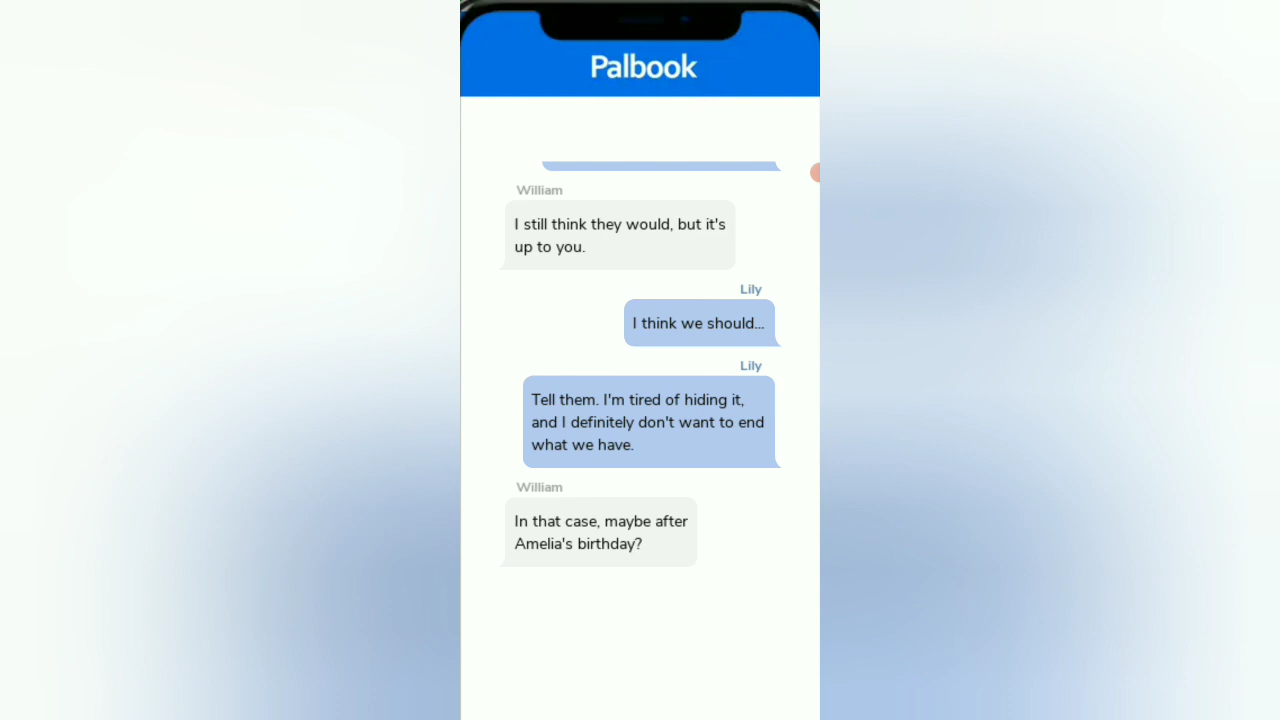 Palbook
William
I still think they would, but it's
up to you.
Lily
I think we should...
Lily
Tell them. I'm tired of hiding it,
and I definitely don't want to end
what we have.
William
In that case, maybe after
Amelia's birthday?